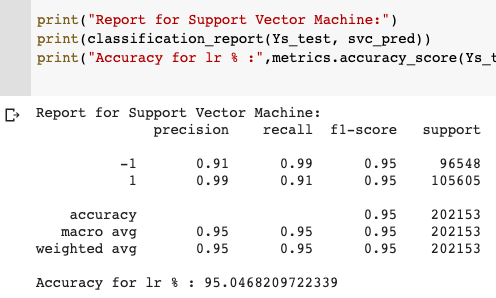 print("Report for Support Vector Machine:")
print(classification_report(Ys_test, svc_pred))
print("Accuracy for lr % :",metrics.accuracy_score(Ys_t
Report for Support Vector Machine:
precision recall f1-score support
-1 0.91 0.99 0.95 96548
1 0.99 0.91 0.95 105605
accuracy 0.95 202153
macro avg 0.95 0.95 0.95 202153
weighted avg 0.95 0.95 0.95 202153
Accuracy for lr % : 95.0468209722339